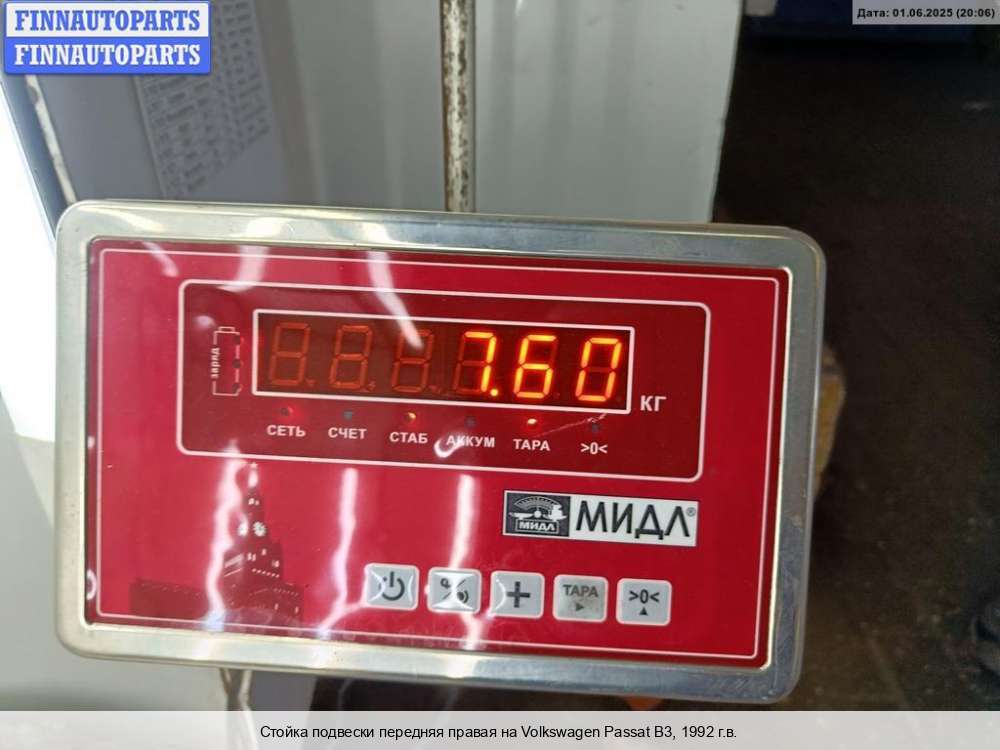 FINNAUTOPARTS
FINNAUTOPARTS
Дата: 01.06.2025 (20:06)
заряд
7.60
КГ
СЕТЬ СЧЕТ СТАБ АККУМ ТАРА >0<
МИДЛ
МИДЛ®
ТАРА
>0<
Стойка подвески передняя правая на Volkswagen Passat B3, 1992 г.в.